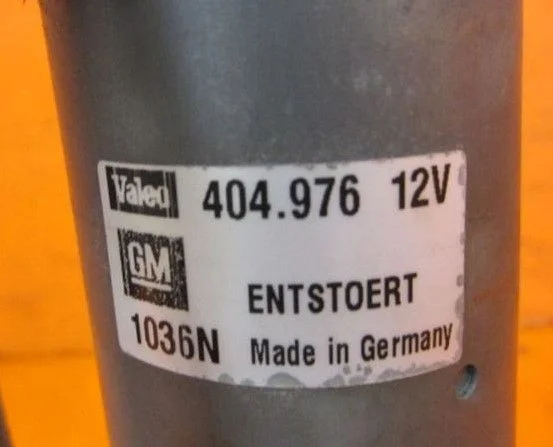 Valeo 404.976 12V
GM
ENTSTOERT
1036N Made in Germany